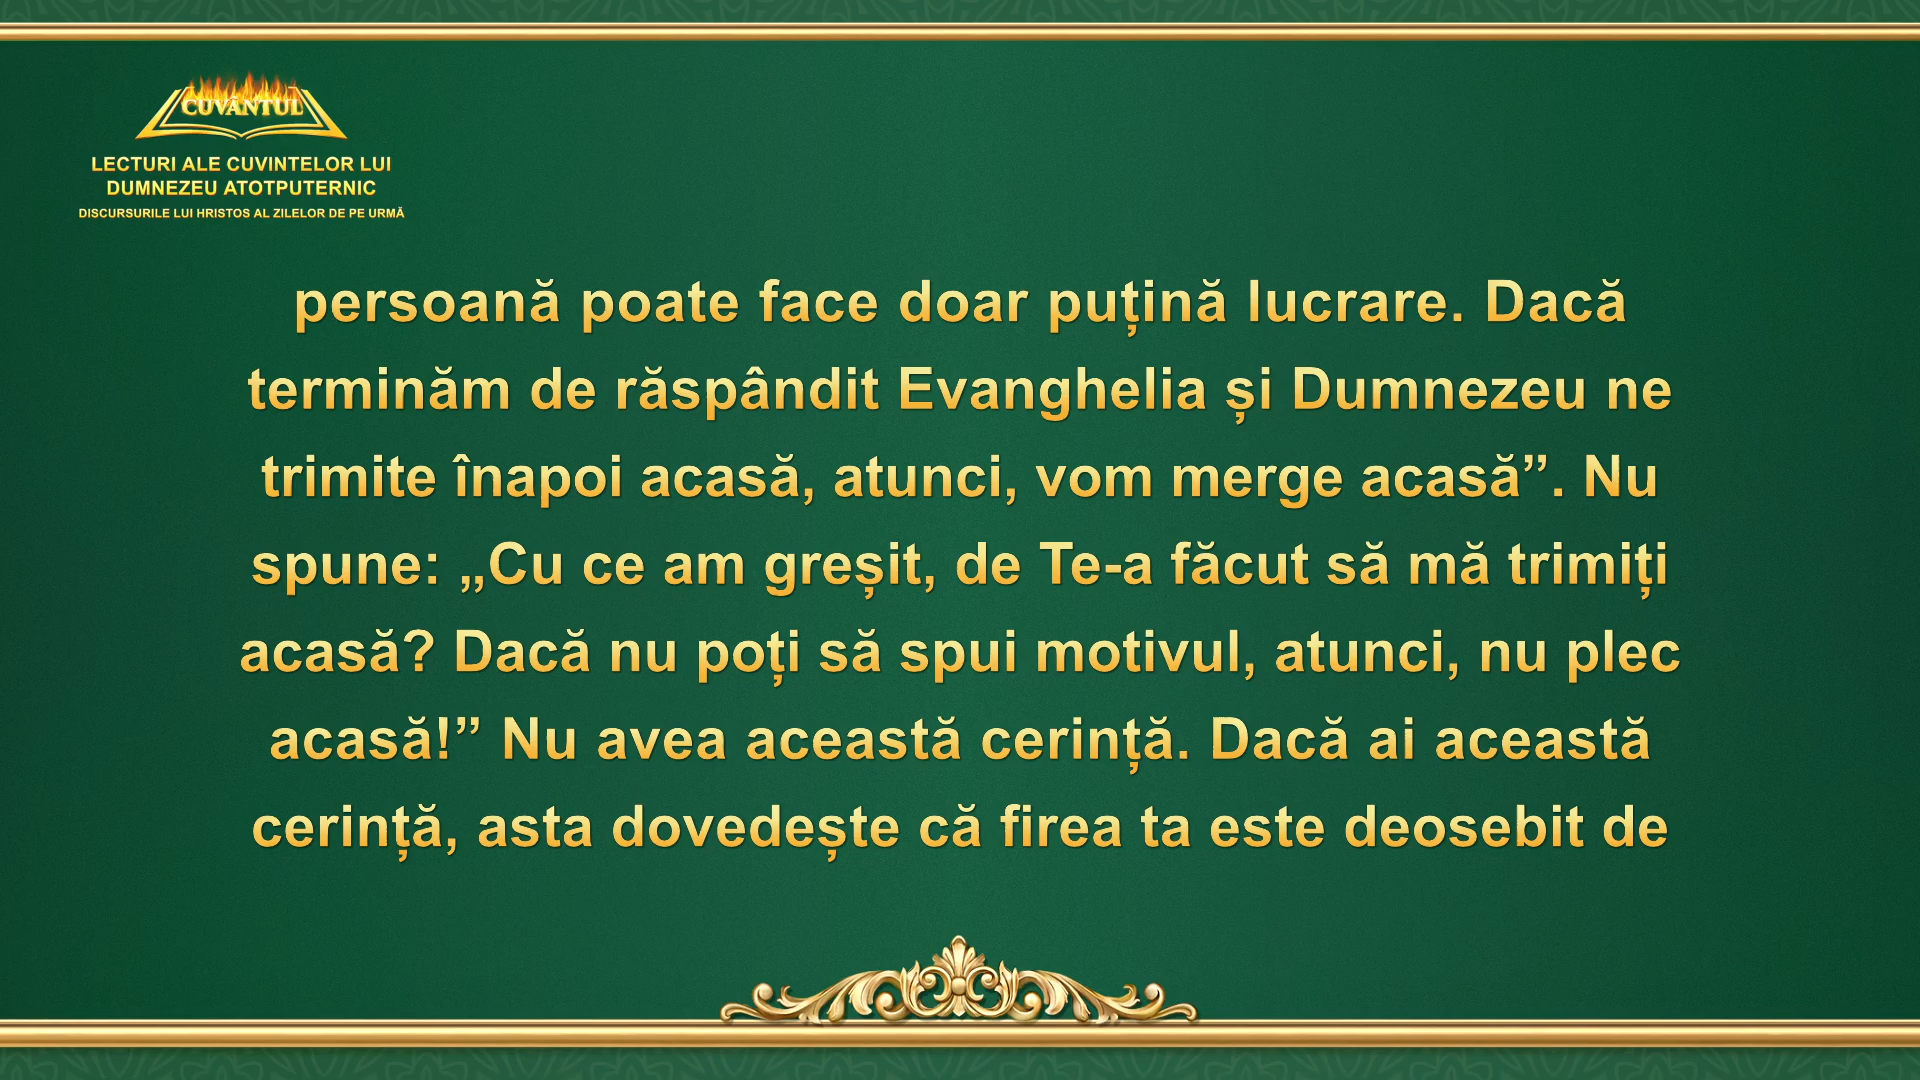 CUVÂNTUL
LECTURI ALE CUVINTELOR LUI
DUMNEZEU ATOTPUTERNIC
DISCURSURILE LUI HRISTOS AL ZILELOR DE PE URMĂ
persoană poate face doar puțină lucrare. Dacă
terminăm de răspândit Evanghelia și Dumnezeu ne
trimite înapoi acasă, atunci, vom merge acasă”. Nu
spune: „Cu ce am greșit, de Te-a făcut să mă trimiți
acasă? Dacă nu poți să spui motivul, atunci, nu plec
acasă!” Nu avea această cerință. Dacă ai această
cerință, asta dovedește că firea ta este deosebit de